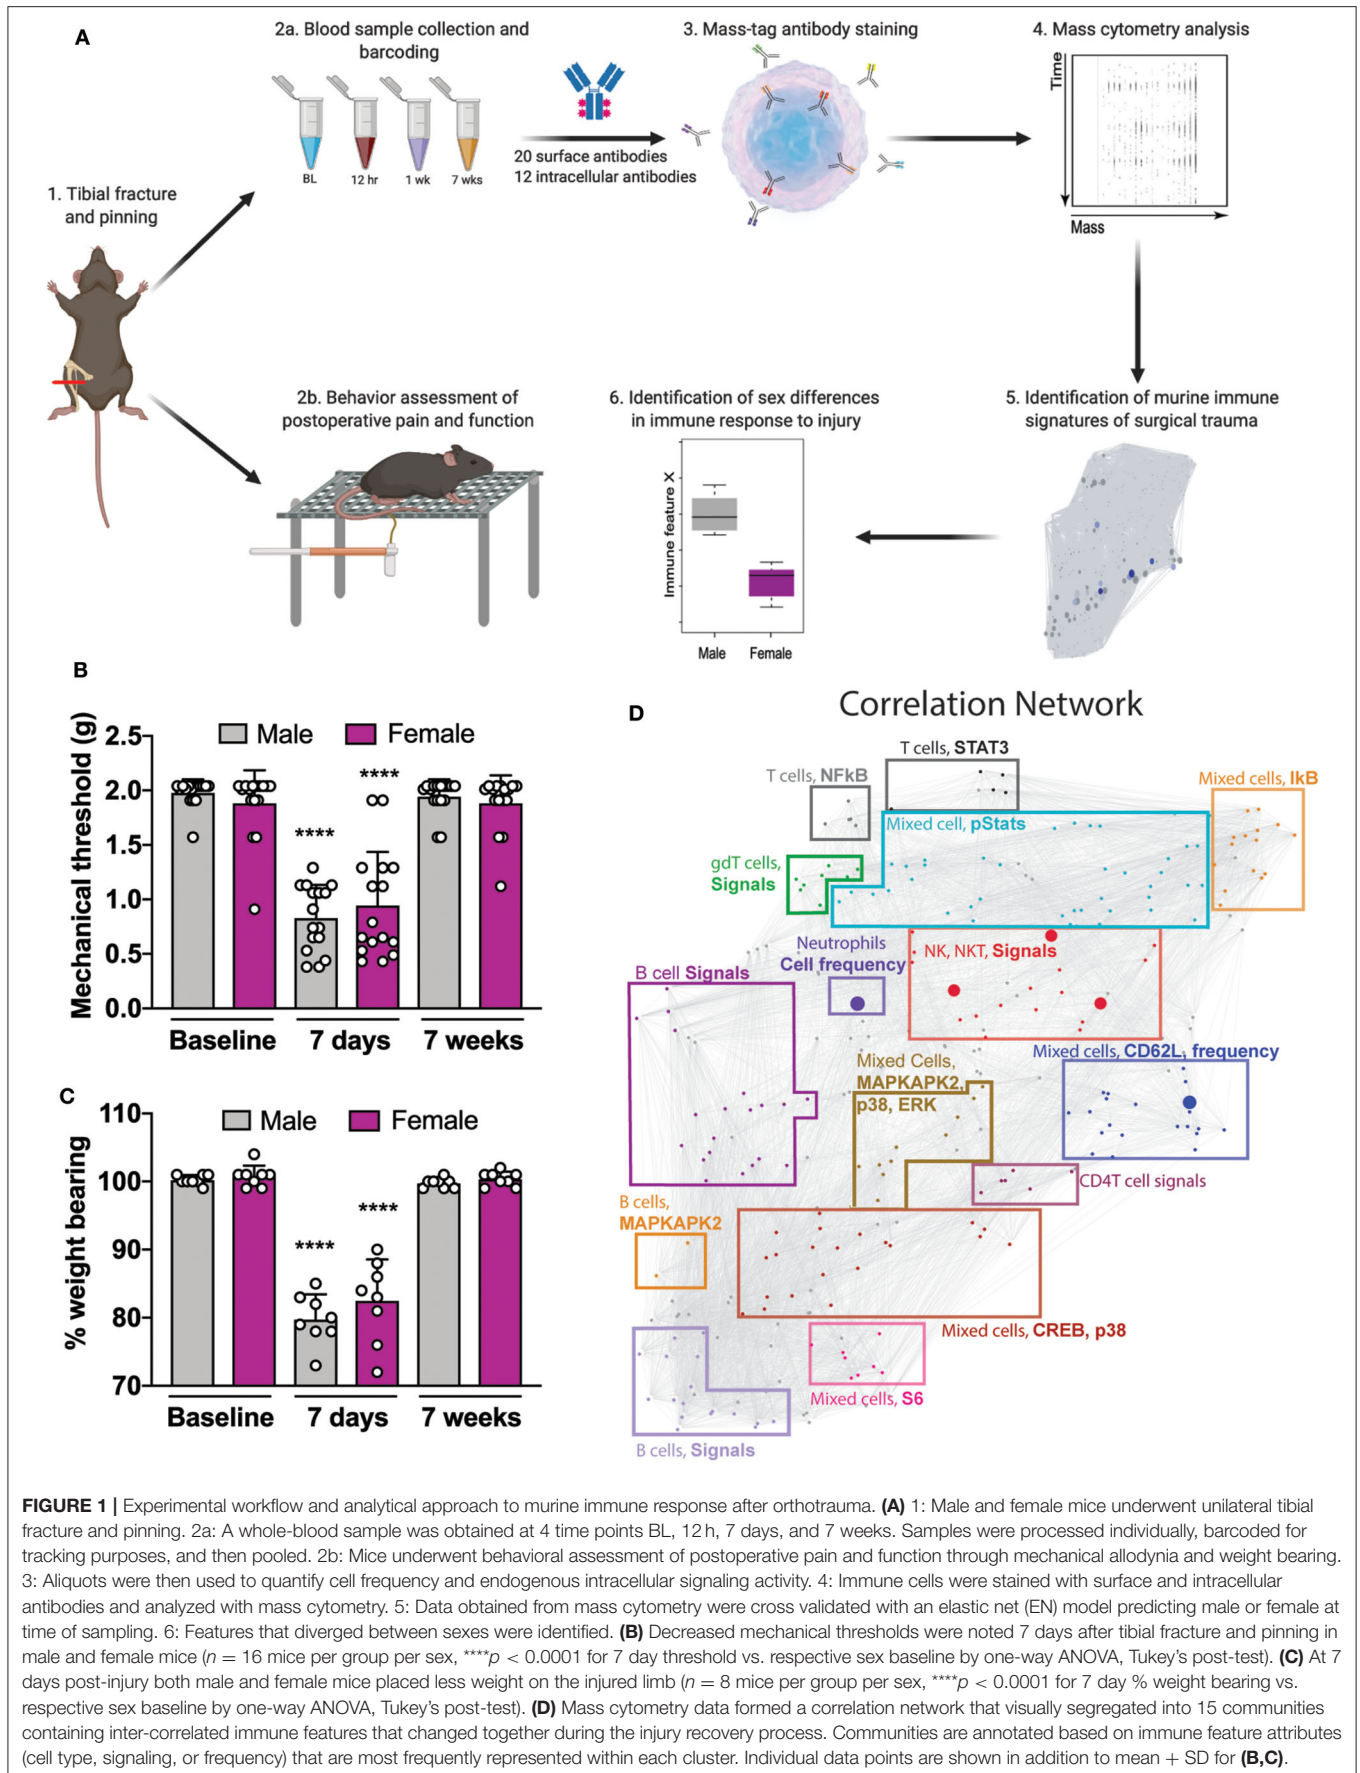 A
2a. Blood sample collection and
barcoding
BL
12 hr
1 wk
7 wks
20 surface antibodies
12 intracellular antibodies
3. Mass-tag antibody staining
4. Mass cytometry analysis
Time
Mass
1. Tibial fracture
and pinning
2b. Behavior assessment of
postoperative pain and function
6. Identification of sex differences
in immune response to injury
Immune feature X
Male
Female
5. Identification of murine immune
signatures of surgical trauma
B
Mechanical threshold (g)
2.5
2.0
1.5
1.0
0.5
0.0
Male
Female
****
****
Baseline
7 days
7 weeks
C
% weight bearing
110
100
90
80
70
Male
Female
****
****
Baseline
7 days
7 weeks
D
Correlation Network
T cells, STAT3
T cells, NFkB
Mixed cells, IkB
Mixed cell, pStats
gdT cells,
Signals
Neutrophils
Cell frequency
NK, NKT, Signals
B cell Signals
Mixed cells, CD62L, frequency
Mixed Cells,
MAPKAPK2,
p38, ERK
CD4T cell signals
B cells,
MAPKAPK2
Mixed cells, CREB, p38
Mixed cells, S6
B cells, Signals
FIGURE 1 | Experimental workflow and analytical approach to murine immune response after orthotrauma. (A) 1: Male and female mice underwent unilateral tibial
fracture and pinning. 2a: A whole-blood sample was obtained at 4 time points BL, 12 h, 7 days, and 7 weeks. Samples were processed individually, barcoded for
tracking purposes, and then pooled. 2b: Mice underwent behavioral assessment of postoperative pain and function through mechanical allodynia and weight bearing.
3: Aliquots were then used to quantify cell frequency and endogenous intracellular signaling activity. 4: Immune cells were stained with surface and intracellular
antibodies and analyzed with mass cytometry. 5: Data obtained from mass cytometry were cross validated with an elastic net (EN) model predicting male or female at
time of sampling. 6: Features that diverged between sexes were identified. (B) Decreased mechanical thresholds were noted 7 days after tibial fracture and pinning in
male and female mice (n = 16 mice per group per sex, ****p < 0.0001 for 7 day threshold vs. respective sex baseline by one-way ANOVA, Tukey's post-test). (C) At 7
days post-injury both male and female mice placed less weight on the injured limb (n = 8 mice per group per sex, ****p < 0.0001 for 7 day % weight bearing vs.
respective sex baseline by one-way ANOVA, Tukey's post-test). (D) Mass cytometry data formed a correlation network that visually segregated into 15 communities
containing inter-correlated immune features that changed together during the injury recovery process. Communities are annotated based on immune feature attributes
(cell type, signaling, or frequency) that are most frequently represented within each cluster. Individual data points are shown in addition to mean + SD for (B,C).